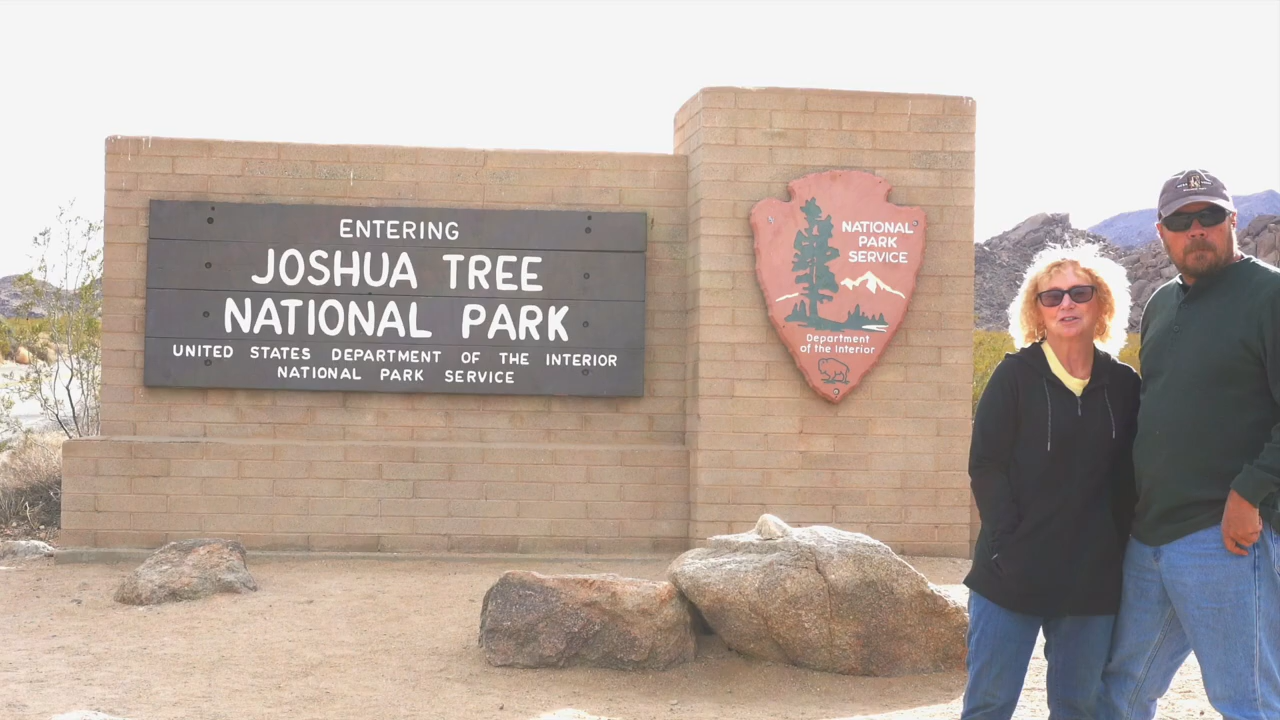 ENTERING
JOSHUA TREE
NATIONAL PARK
UNITED STATES DEPARTMENT OF THE INTERIOR
NATIONAL PARK SERVICE
NATIONAL
PARK
SERVICE
Department
of the Interior